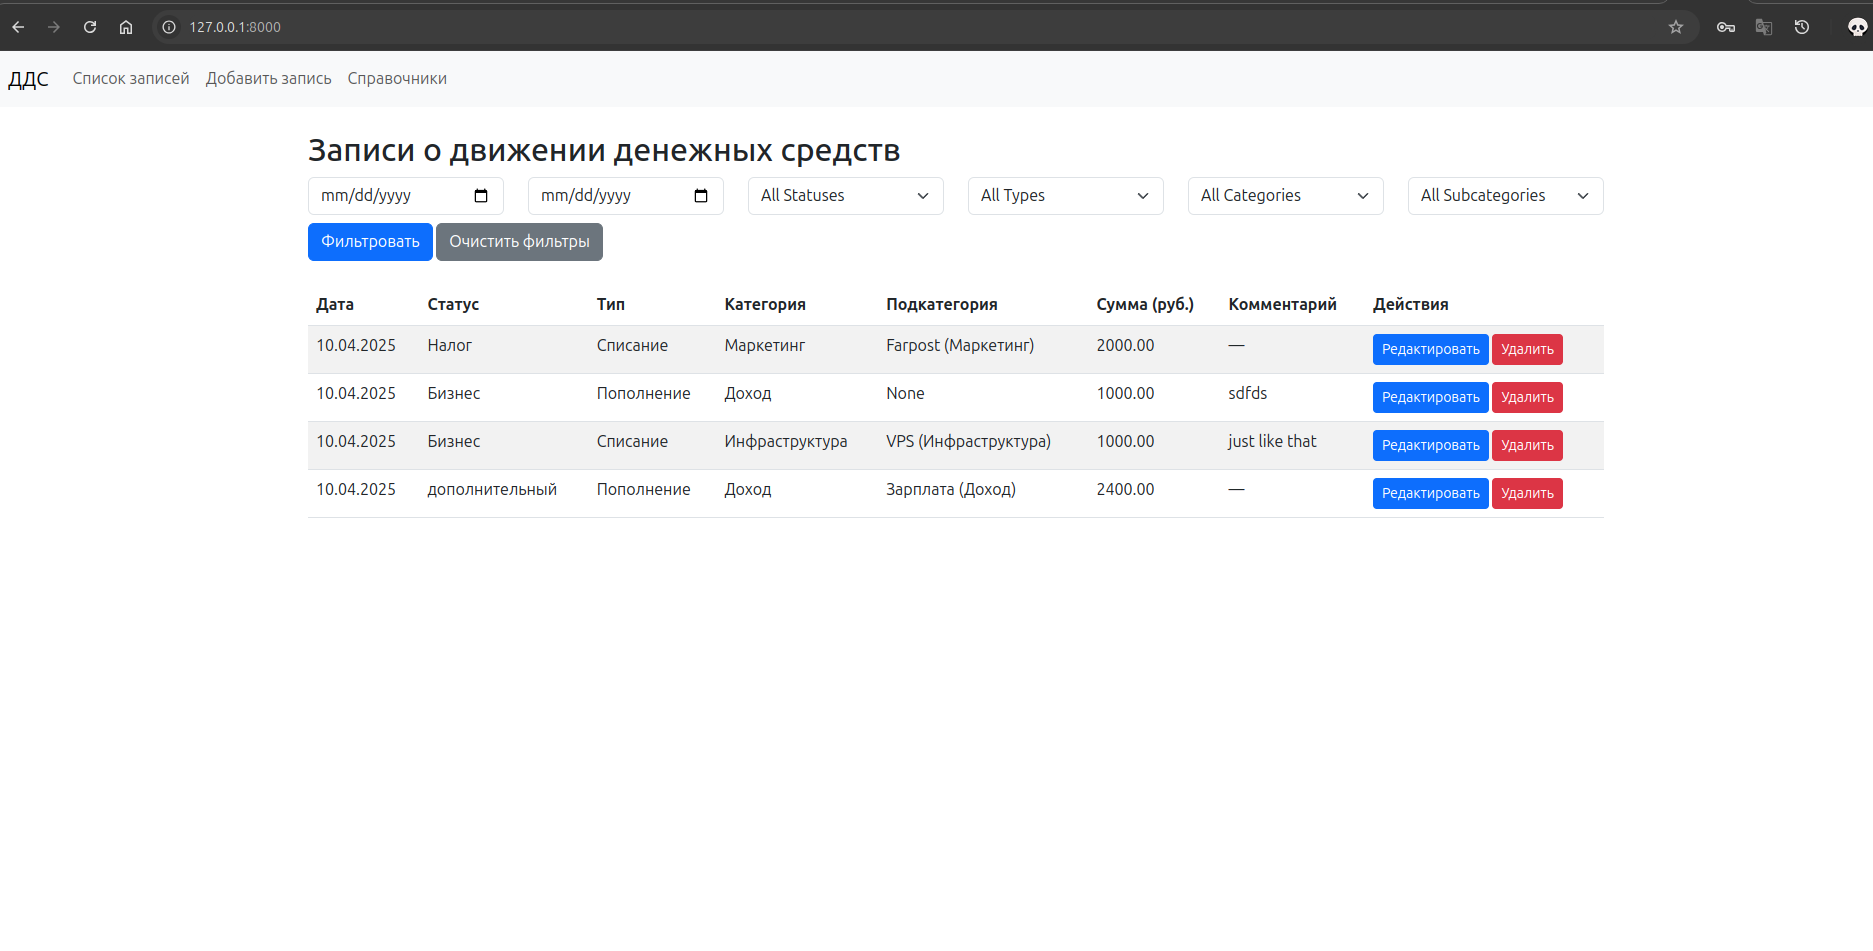 127.0.0.1:8000
ДДС Список записей Добавить запись Справочники
Записи о движении денежных средств
mm/dd/yyyy mm/dd/yyyy All Statuses All Types All Categories All Subcategories
Фильтровать Очистить фильтры
Дата Статус Тип Категория Подкатегория Сумма (руб.) Комментарий Действия
10.04.2025 Налог Списание Маркетинг Farpost (Маркетинг) 2000.00 — Редактировать Удалить
10.04.2025 Бизнес Пополнение Доход None 1000.00 sdfds Редактировать Удалить
10.04.2025 Бизнес Списание Инфраструктура VPS (Инфраструктура) 1000.00 just like that Редактировать Удалить
10.04.2025 дополнительный Пополнение Доход Зарплата (Доход) 2400.00 — Редактировать Удалить